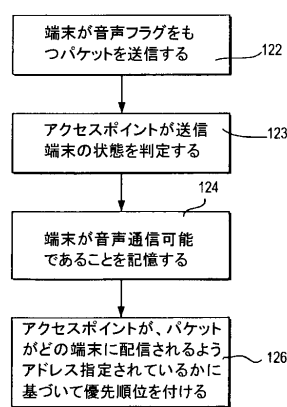 端末が音声フラグをも
つパケットを送信する
122
アクセスポイントが送信
端末の状態を判定する
123
124
端末が音声通信可能
であることを記憶する
アクセスポイントが、パケット
がどの端末に配信されるよう
アドレス指定されているかに
基づいて優先順位を付ける
126